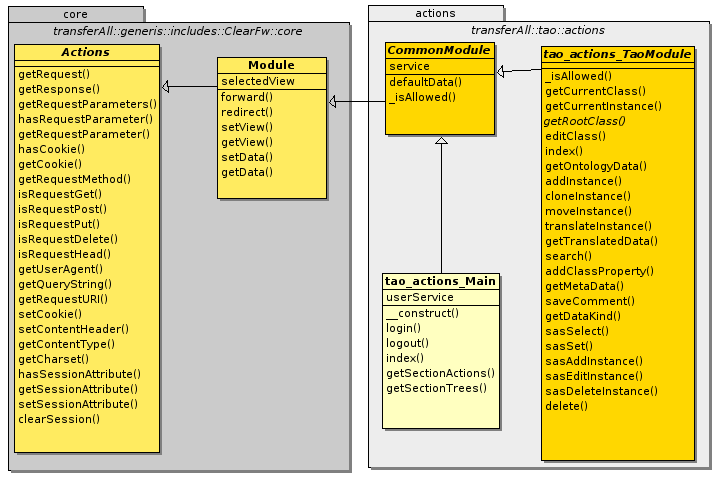 core
transferAll::generis::includes::ClearFw::core
Actions
getRequest()
getResponse()
getRequestParameters()
hasRequestParameter()
getRequestParameter()
hasCookie()
getCookie()
getRequestMethod()
isRequestGet()
isRequestPost()
isRequestPut()
isRequestDelete()
isRequestHead()
getUserAgent()
getQueryString()
getRequestURI()
setCookie()
setContentHeader()
getContentType()
getCharset()
hasSessionAttribute()
getSessionAttribute()
setSessionAttribute()
clearSession()
Module
selectedView
forward()
redirect()
setView()
getView()
setData()
getData()
actions
transferAll::tao::actions
CommonModule
service
defaultData()
_isAllowed()
tao_actions_Main
userService
__construct()
login()
logout()
index()
getSectionActions()
getSectionTrees()
tao_actions_TaoModule
_isAllowed()
getCurrentClass()
getCurrentInstance()
getRootClass()
editClass()
index()
getOntologyData()
addInstance()
cloneInstance()
moveInstance()
translateInstance()
getTranslatedData()
search()
addClassProperty()
getMetaData()
saveComment()
getDataKind()
sasSelect()
sasSet()
sasAddInstance()
sasEditInstance()
sasDeleteInstance()
delete()